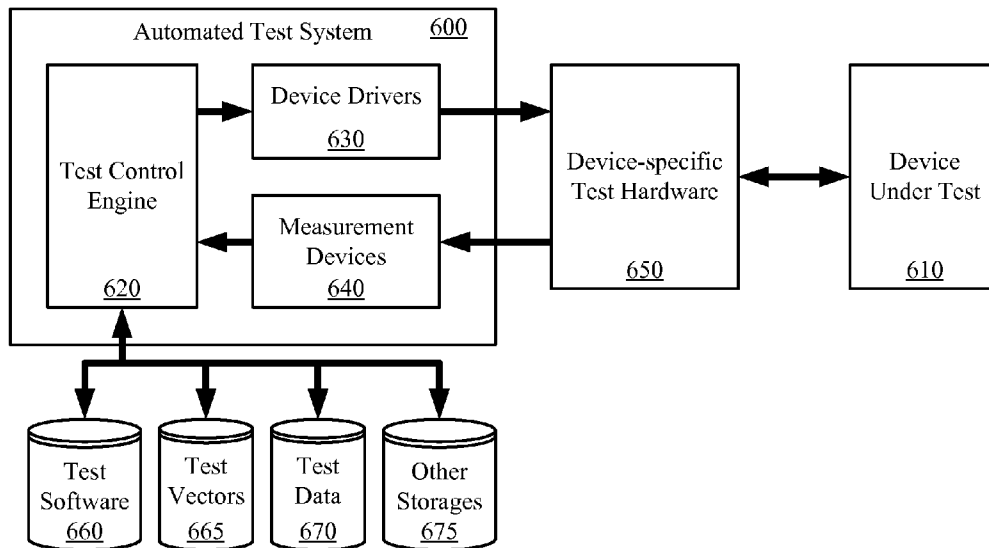 Automated Test System 600
Test Control
Engine
620
Device Drivers
630
Measurement
Devices
640
Device-specific
Test Hardware
650
Device
Under Test
610
Test
Software
660
Test
Vectors
665
Test
Data
670
Other
Storages
675